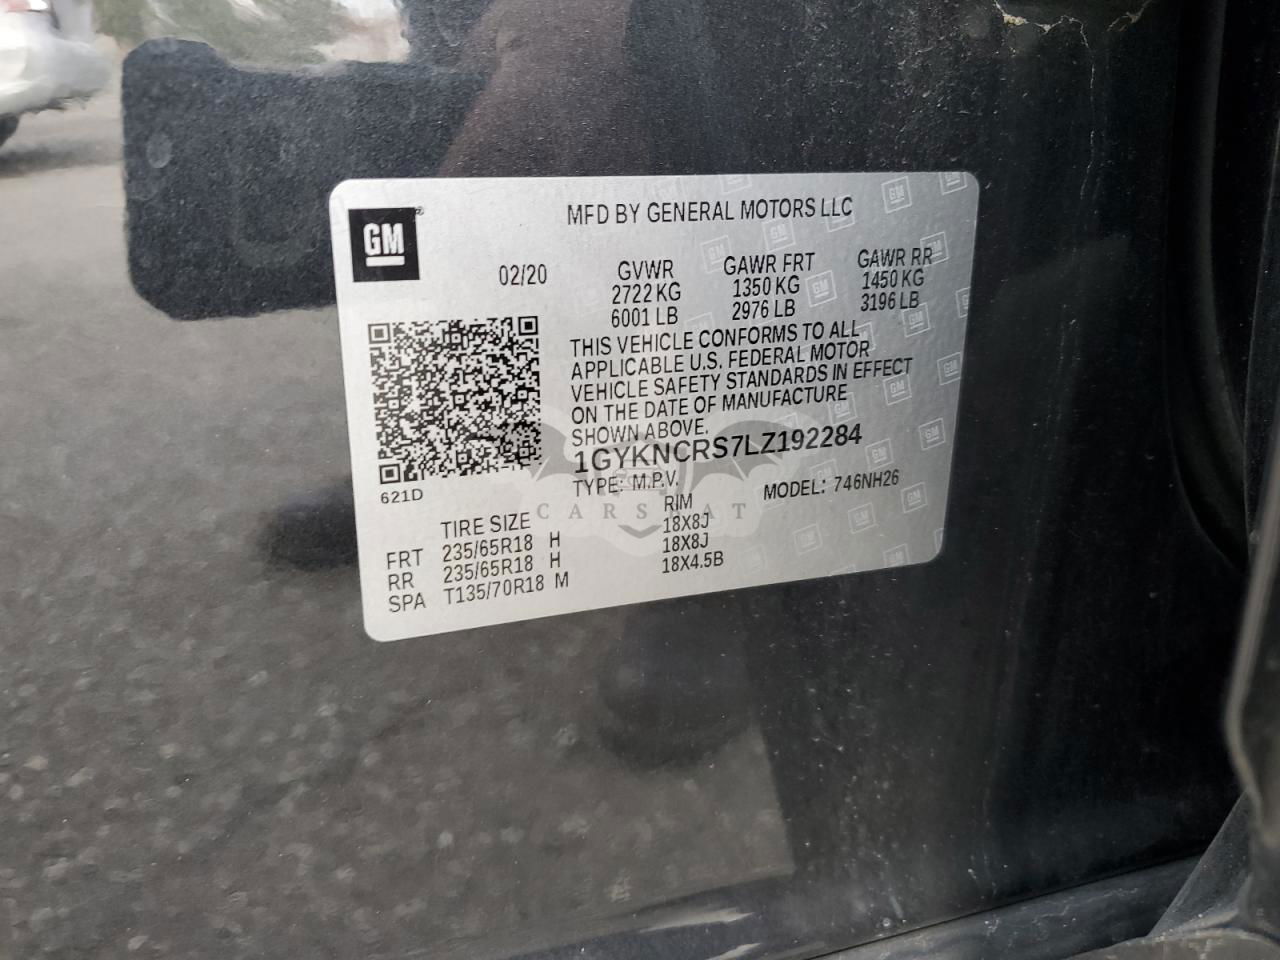 MFD BY GENERAL MOTORS LLC
GM
02/20
GVWR GAWR FRT GAWR RR
2722 KG 1350 KG 1450 KG
6001 LB 2976 LB 3196 LB
THIS VEHICLE CONFORMS TO ALL
APPLICABLE U.S. FEDERAL MOTOR
VEHICLE SAFETY STANDARDS IN EFFECT
ON THE DATE OF MANUFACTURE
SHOWN ABOVE.
1GYKNCRS7LZ192284
TYPE: M.P.V. MODEL: 746NH26
621D
CARSBAT
TIRE SIZE RIM
FRT 235/65R18 H 18X8J
RR 235/65R18 H 18X8J
SPA T135/70R18 M 18X4.5B